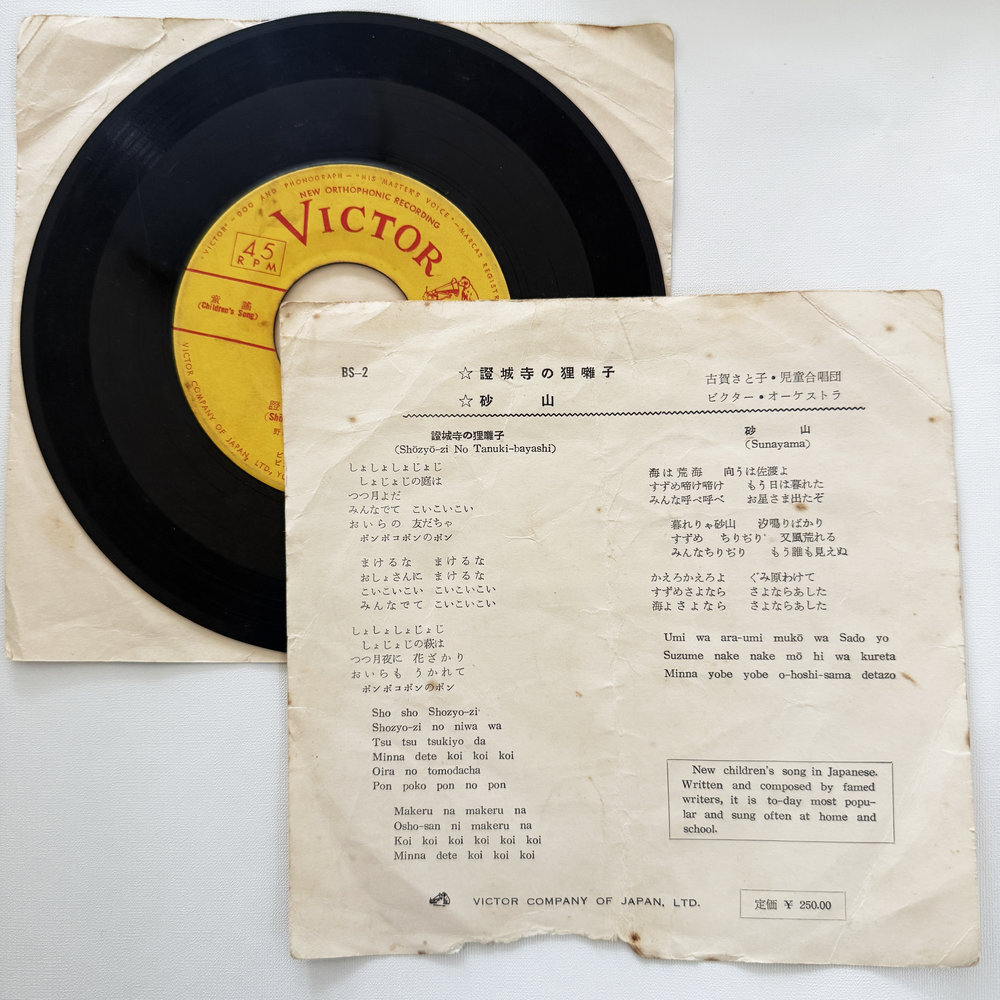 "VICTOR" "DOG AND PHONOGRAPH — "HIS MASTER'S VOICE" — MARCAS REGISTR
NEW ORTHOPHONIC RECORDING
VICTOR
45
RPM
童謡
(Children's Song)
VICTOR COMPANY OF JAPAN, LTD.
證
(Shō
野
BS-2
☆ 證城寺の狸囃子
☆ 砂山
古賀さと子・児童合唱団
ビクター・オーケストラ
證城寺の狸囃子
(Shōzyō-zi No Tanuki-bayashi)
しょしょしょじょじ
しょじょじの庭は
つつ月よだ
みんなでて こいこいこい
おいらの 友だちゃ
ポンポコポンのポン
まけるな まけるな
おしょさんに まけるな
こいこいこい こいこいこい
みんなでて こいこいこい
しょしょしょじょじ
しょじょじの萩は
つつ月夜に 花ざかり
おいらも うかれて
ポンポコポンのポン
Sho sho Shozyo-zi
Shozyo-zi no niwa wa
Tsu tsu tsukiyo da
Minna dete koi koi koi
Oira no tomodacha
Pon poko pon no pon
Makeru na makeru na
Osho-san ni makeru na
Koi koi koi koi koi koi
Minna dete koi koi koi
砂山
(Sunayama)
海は荒海 向うは佐渡よ
すずめ啼け啼け もう日は暮れた
みんな呼べ呼べ お星さま出たぞ
暮れりゃ砂山 汐鳴りばかり
すずめ ちりぢり 又風荒れる
みんなちりぢり もう誰も見えぬ
かえろかえろよ ぐみ原わけて
すずめさよなら さよならあした
海よさよなら さよならあした
Umi wa ara-umi mukō wa Sado yo
Suzume nake nake mō hi wa kureta
Minna yobe yobe o-hoshi-sama detazo
New children's song in Japanese.
Written and composed by famed
writers, it is to-day most popu-
lar and sung often at home and
school.
VICTOR COMPANY OF JAPAN, LTD.
定価 ¥ 250.00